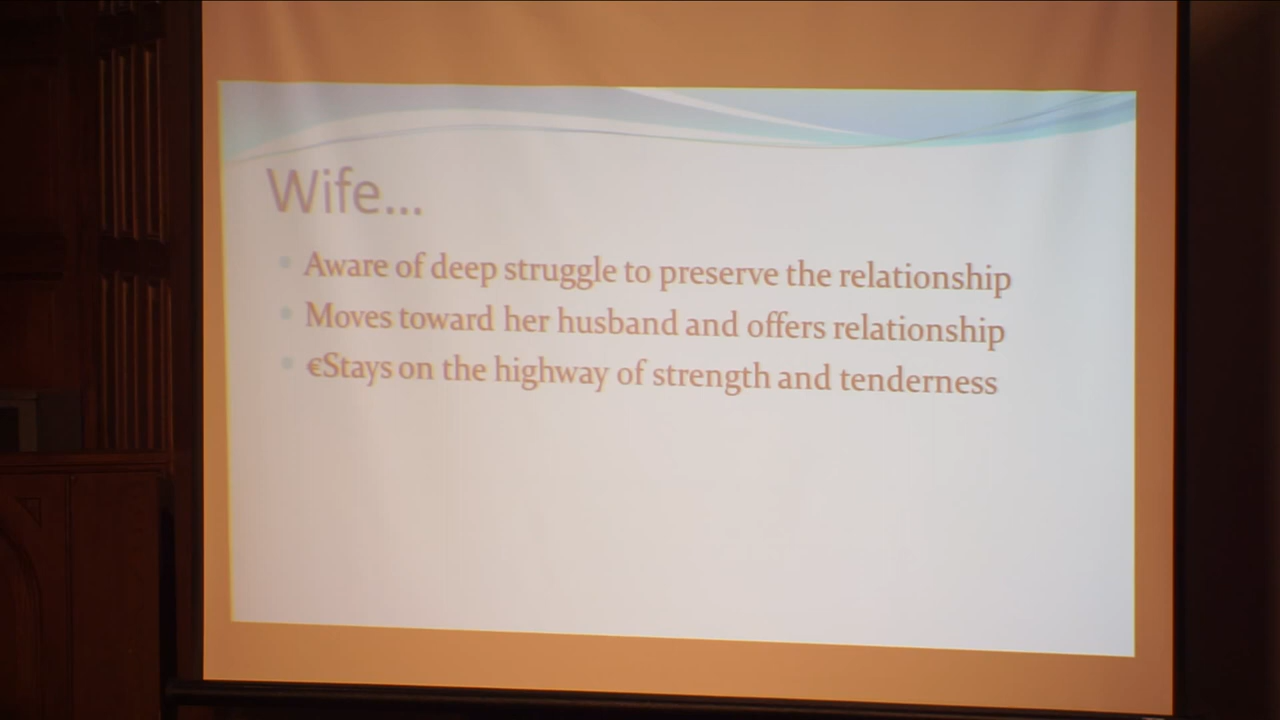 Wife...
Aware of deep struggle to preserve the relationship
Moves toward her husband and offers relationship
€Stays on the highway of strength and tenderness